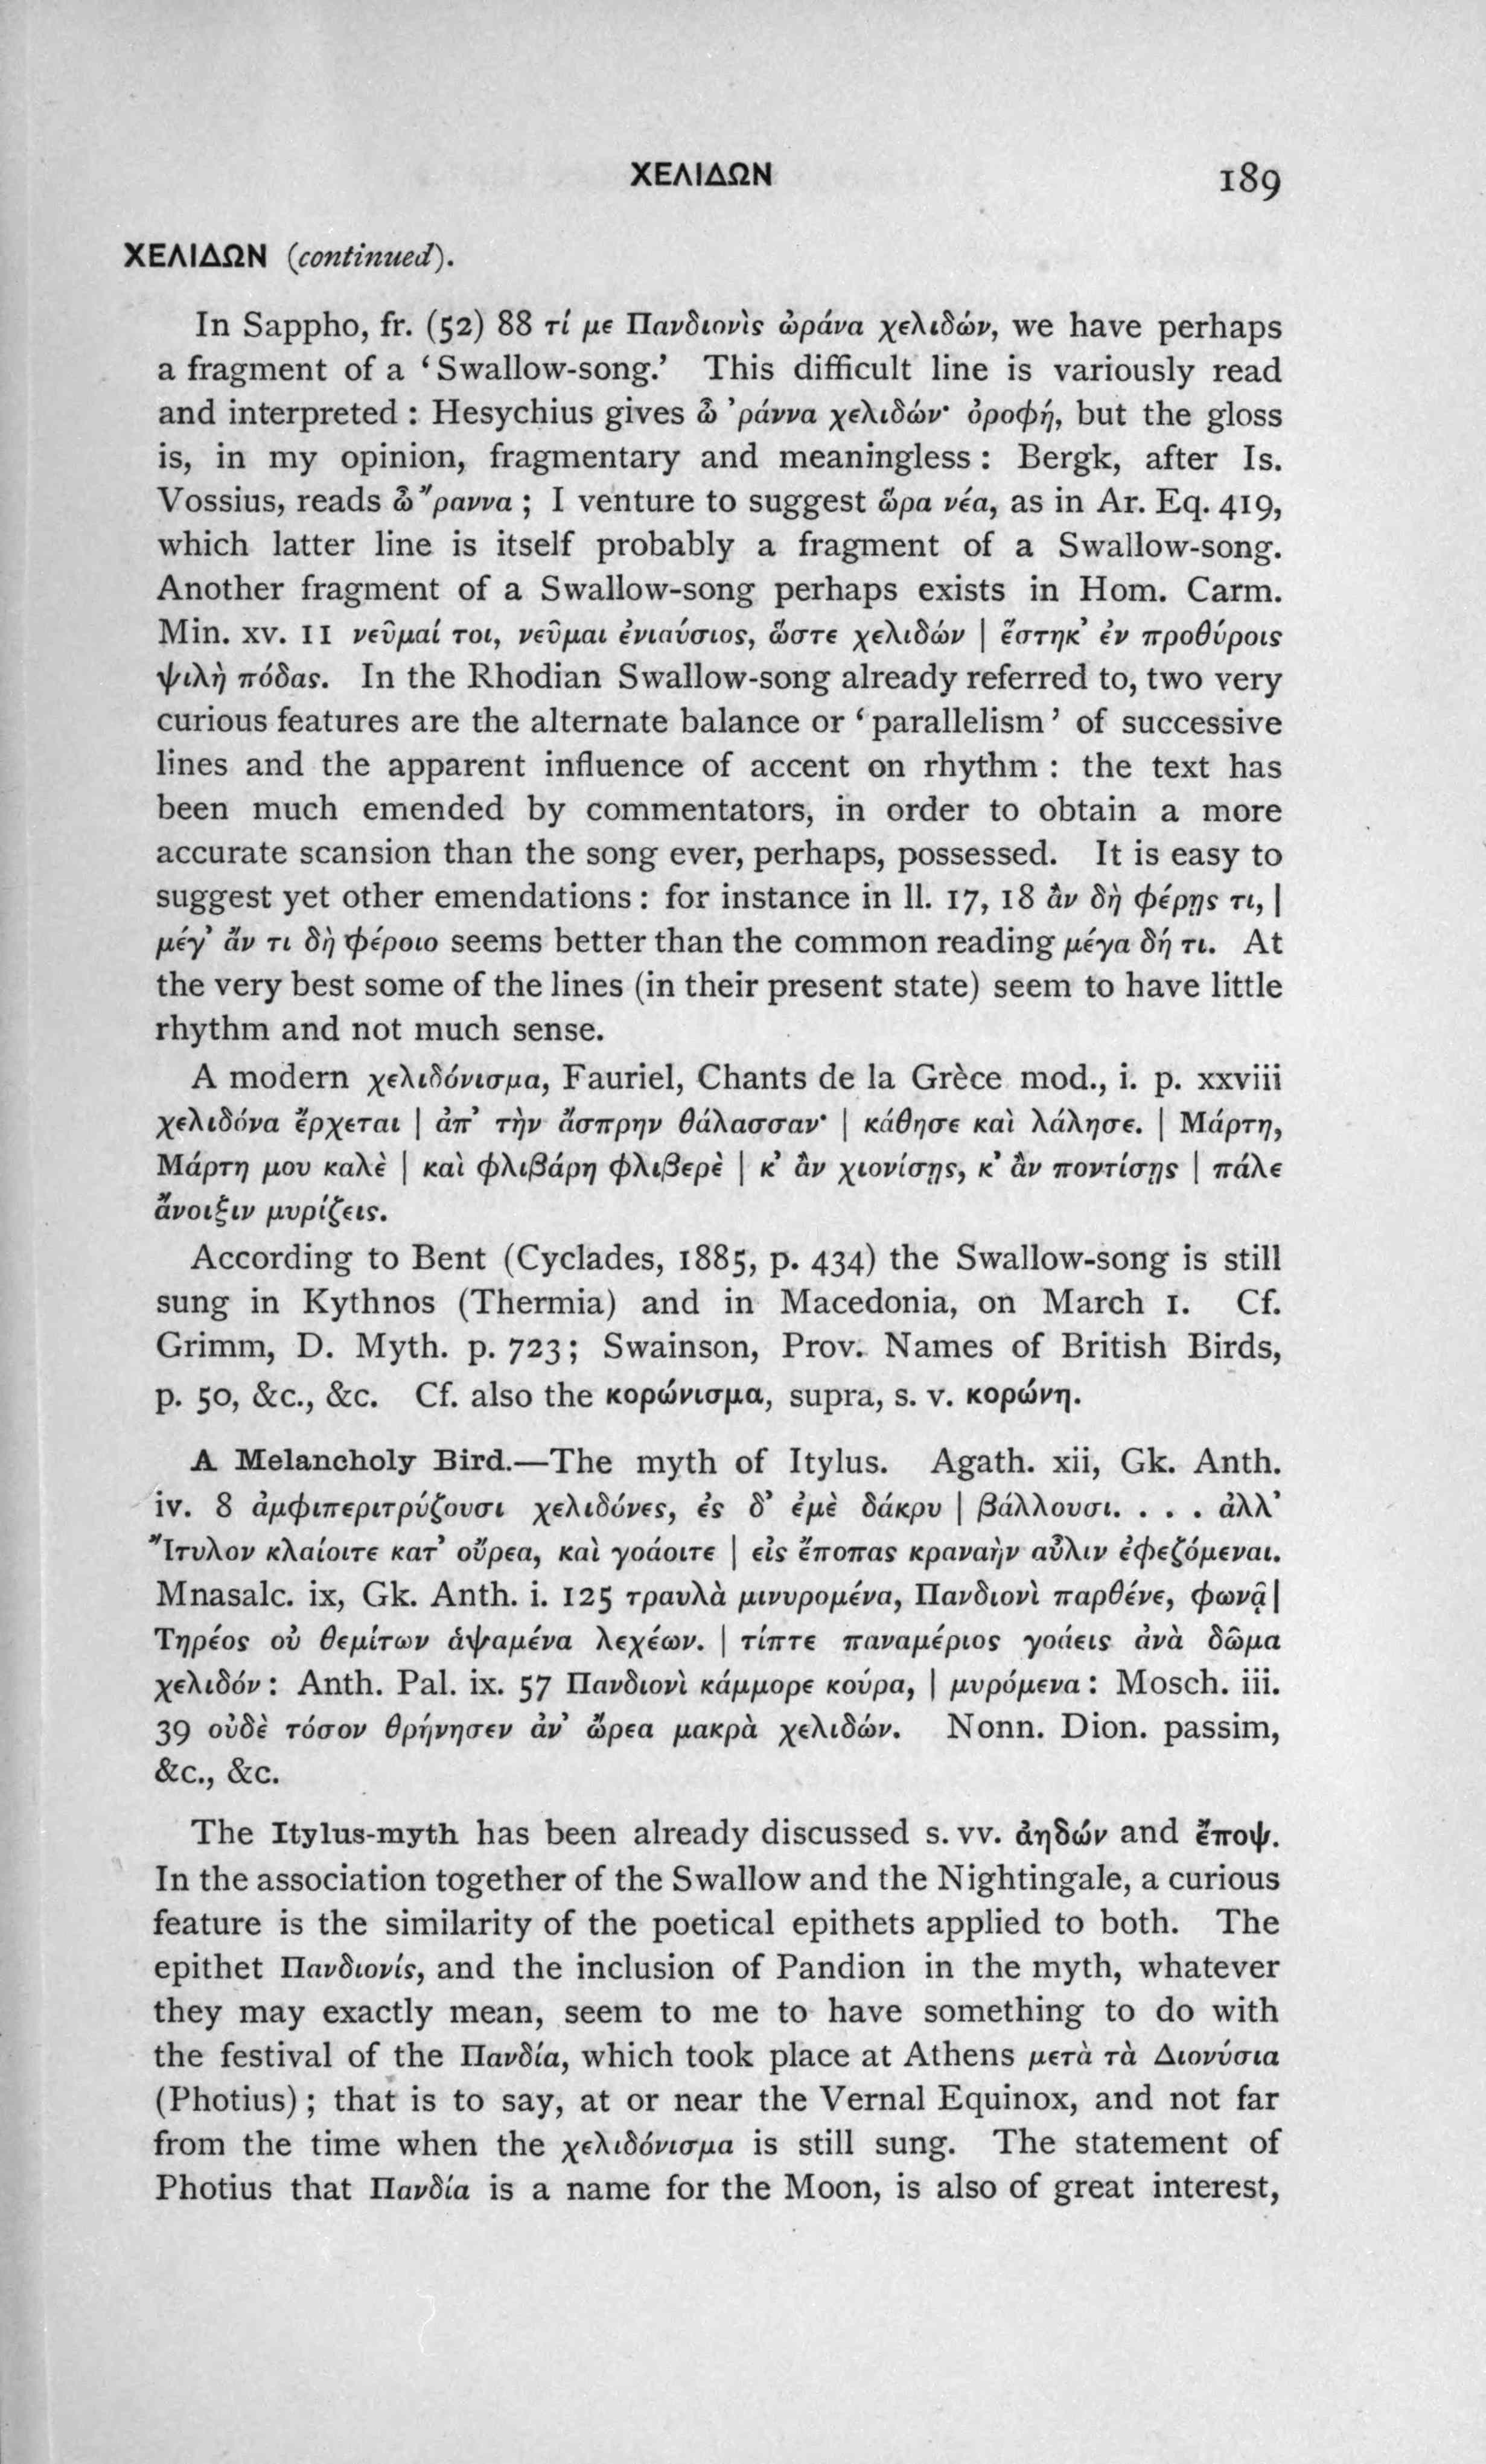 ΧΕΛΙΔΩΝ 189
ΧΕΛΙΔΩΝ (continued).
In Sappho, fr. (52) 88 τί με Πανδιονὶς ὠράνα χελιδών, we have perhaps
a fragment of a ‘Swallow-song.’ This difficult line is variously read
and interpreted : Hesychius gives ὦ ’ράννα χελιδών· ὀροφή, but the gloss
is, in my opinion, fragmentary and meaningless : Bergk, after Is.
Vossius, reads ὦ ῎ραννα ; I venture to suggest ὥρα νέα, as in Ar. Eq. 419,
which latter line is itself probably a fragment of a Swallow-song.
Another fragment of a Swallow-song perhaps exists in Hom. Carm.
Min. xv. 11 νεῦμαί τοι, νεῦμαι ἐνιαύσιος, ὥστε χελιδών | ἕστηκ’ ἐν προθύροις
ψιλὴ πόδας. In the Rhodian Swallow-song already referred to, two very
curious features are the alternate balance or ‘parallelism’ of successive
lines and the apparent influence of accent on rhythm : the text has
been much emended by commentators, in order to obtain a more
accurate scansion than the song ever, perhaps, possessed. It is easy to
suggest yet other emendations : for instance in ll. 17, 18 ἂν δὴ φέρῃς τι, |
μέγ’ ἄν τι δὴ φέροιο seems better than the common reading μέγα δή τι. At
the very best some of the lines (in their present state) seem to have little
rhythm and not much sense.
A modern χελιδόνισμα, Fauriel, Chants de la Grèce mod., i. p. xxviii
χελιδόνα ἔρχεται | ἀπ’ τὴν ἄσπρην θάλασσαν· | κάθησε καὶ λάλησε. | Μάρτη,
Μάρτη μου καλὲ | καὶ φλιβάρη φλιβερὲ | κ’ ἂν χιονίσῃς, κ’ ἂν ποντίσῃς | πάλε
ἄνοιξιν μυρίζεις.
According to Bent (Cyclades, 1885, p. 434) the Swallow-song is still
sung in Kythnos (Thermia) and in Macedonia, on March 1. Cf.
Grimm, D. Myth. p. 723; Swainson, Prov. Names of British Birds,
p. 50, &c., &c. Cf. also the κορώνισμα, supra, s. v. κορώνη.
A Melancholy Bird.—The myth of Itylus. Agath. xii, Gk. Anth.
iv. 8 ἀμφιπεριτρύζουσι χελιδόνες, ἐς δ’ ἐμὲ δάκρυ | βάλλουσι. . . . ἀλλ’
Ἴτυλον κλαίοιτε κατ’ οὔρεα, καὶ γοάοιτε | εἰς ἔποπας κραναὴν αὖλιν ἐφεζόμεναι.
Mnasalc. ix, Gk. Anth. i. 125 τραυλὰ μινυρομένα, Πανδιονὶ παρθένε, φωνᾷ |
Τηρέος οὐ θεμίτων ἁψαμένα λεχέων. | τίπτε παναμέριος γοάεις ἀνὰ δῶμα
χελιδόν : Anth. Pal. ix. 57 Πανδιονὶ κάμμορε κούρα, | μυρόμενα : Mosch. iii.
39 οὐδὲ τόσον θρήνησεν ἀν’ ὤρεα μακρὰ χελιδών. Nonn. Dion. passim,
&c., &c.
The Itylus-myth has been already discussed s. vv. ἀηδών and ἔποψ.
In the association together of the Swallow and the Nightingale, a curious
feature is the similarity of the poetical epithets applied to both. The
epithet Πανδιονίς, and the inclusion of Pandion in the myth, whatever
they may exactly mean, seem to me to have something to do with
the festival of the Πανδία, which took place at Athens μετὰ τὰ Διονύσια
(Photius) ; that is to say, at or near the Vernal Equinox, and not far
from the time when the χελιδόνισμα is still sung. The statement of
Photius that Πανδία is a name for the Moon, is also of great interest,